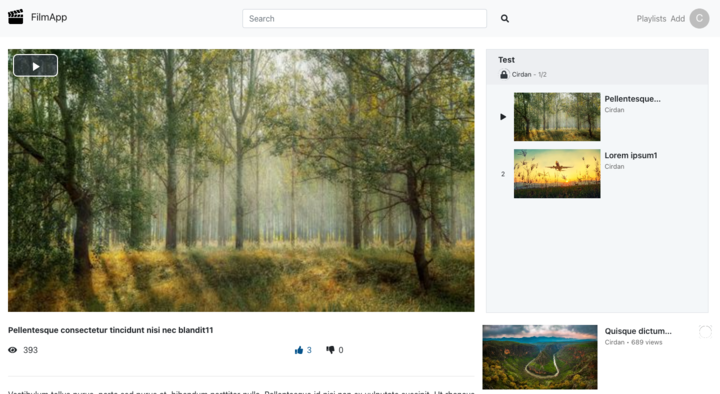 FilmApp
Search
Playlists Add C
Test
Cirdan - 1/2
Pellentesque...
Cirdan
2
Lorem ipsum1
Cirdan
Pellentesque consectetur tincidunt nisi nec blandit11
393
3
0
Quisque dictum...
Cirdan • 689 views